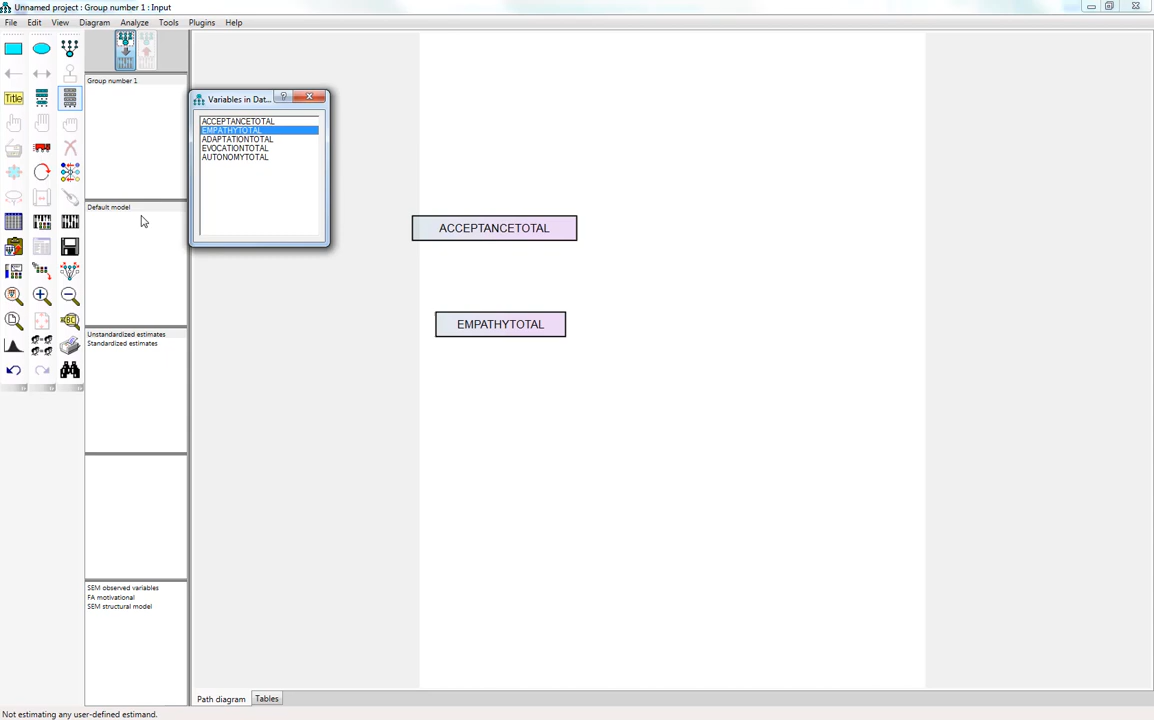 Unnamed project : Group number 1 : Input
File Edit View Diagram Analyze Tools Plugins Help
Title
Group number 1
Default model
Unstandardized estimates
Standardized estimates
SEM observed variables
FA motivational
SEM structural model
Variables in Dat...
ACCEPTANCETOTAL
EMPATHYTOTAL
ADAPTATIONTOTAL
EVOCATIONTOTAL
AUTONOMYTOTAL
ACCEPTANCETOTAL
EMPATHYTOTAL
Path diagram Tables
Not estimating any user-defined estimand.